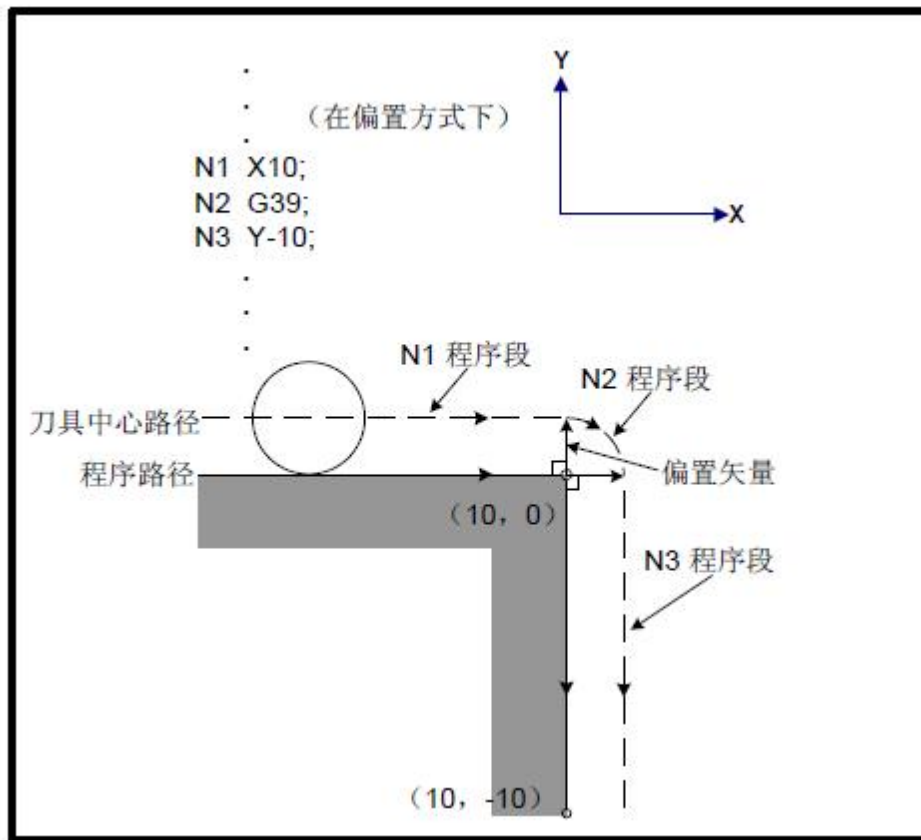 Y
（在偏置方式下）
N1 X10;
N2 G39;
N3 Y-10;
X
N1 程序段
N2 程序段
刀具中心路径
程序路径
偏置矢量
（10，0）
N3 程序段
（10，-10）